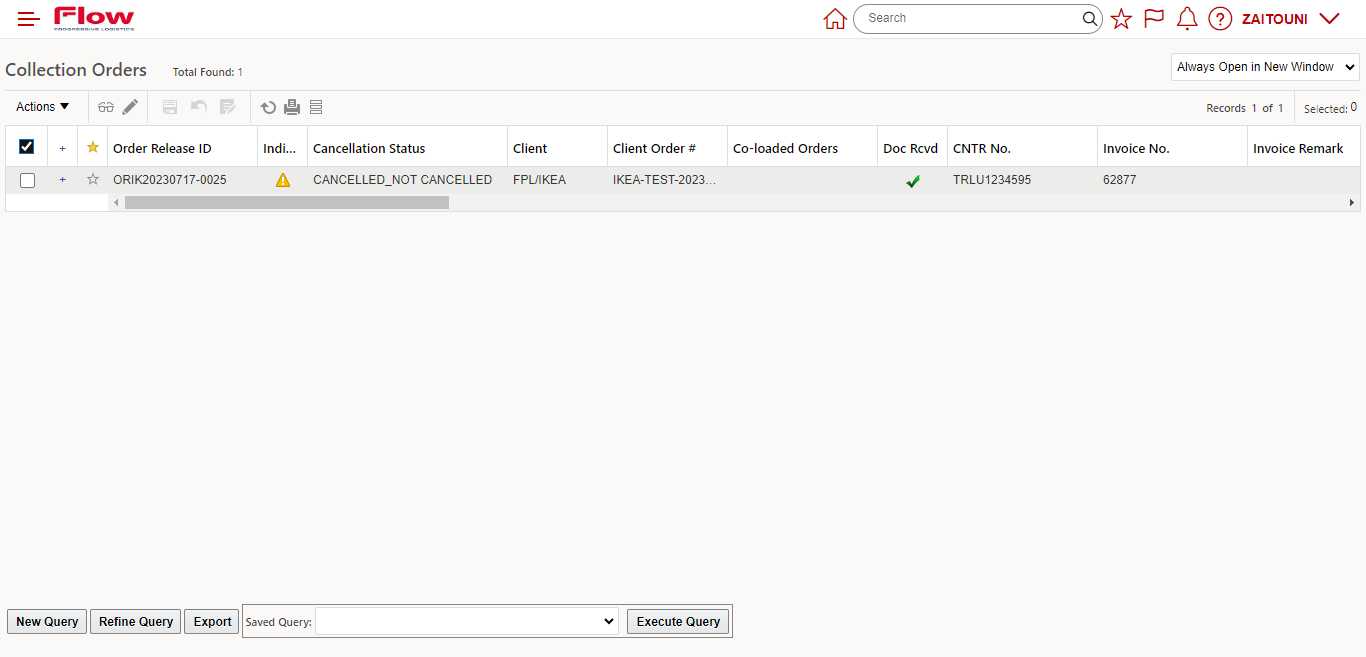 Flow
PROGRESSIVE LOGISTICS
Search
ZAITOUNI
Collection Orders
Total Found: 1
Always Open in New Window
Actions
Records 1 of 1
Selected: 0
+ Order Release ID Indi... Cancellation Status Client Client Order # Co-loaded Orders Doc Rcvd CNTR No. Invoice No. Invoice Remark
+ ORIK20230717-0025 CANCELLED_NOT CANCELLED FPL/IKEA IKEA-TEST-2023... TRLU1234595 62877
New Query Refine Query Export Saved Query: Execute Query